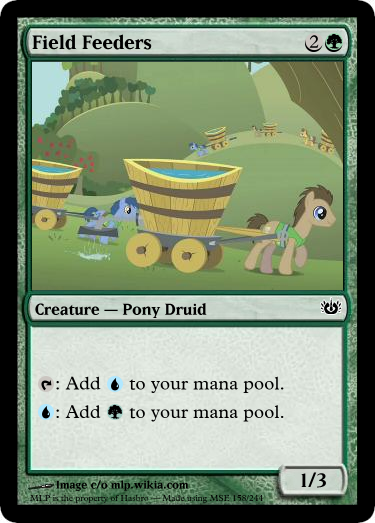 Field Feeders 2
Creature — Pony Druid
: Add to your mana pool.
: Add to your mana pool.
Image c/o mlp.wikia.com
MLP is the property of Hasbro — Made using MSE 158/244
1/3